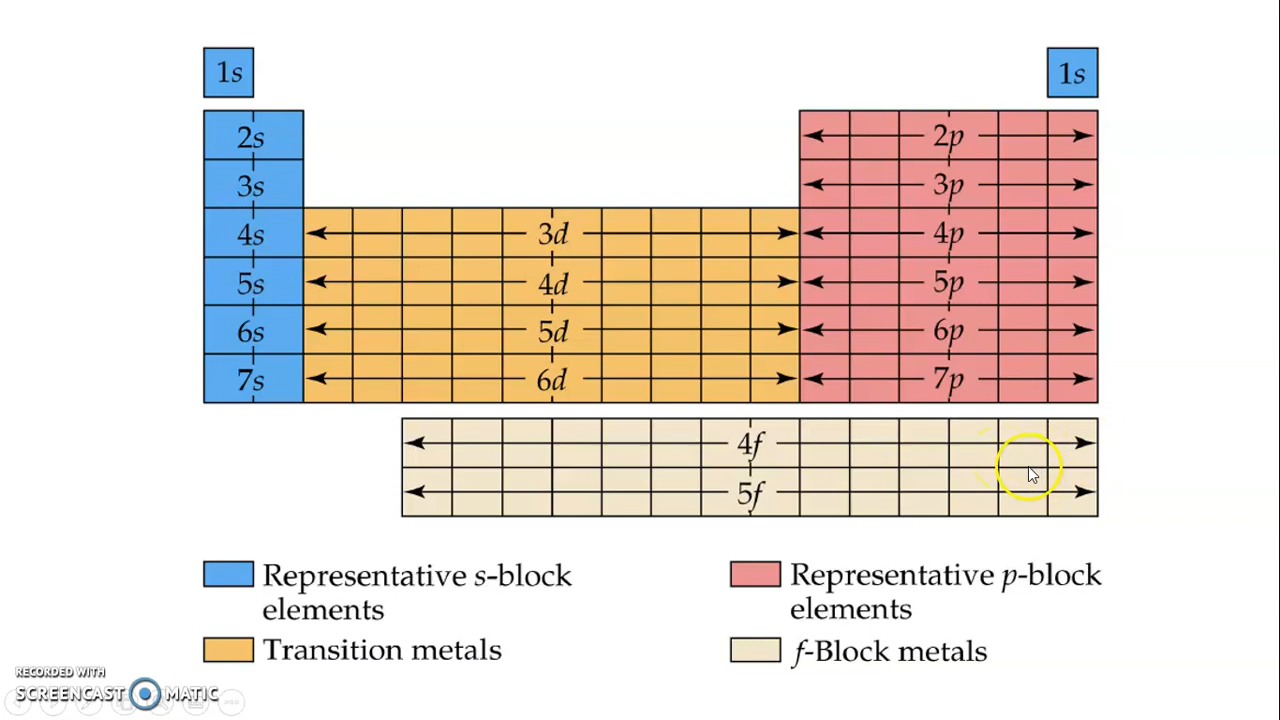 1s 1s
2s 2p
3s 3p
4s 3d 4p
5s 4d 5p
6s 5d 6p
7s 6d 7p
4f
5f
Representative s-block
elements
Representative p-block
elements
Transition metals
f-Block metals
RECORDED WITH
SCREENCAST MATIC